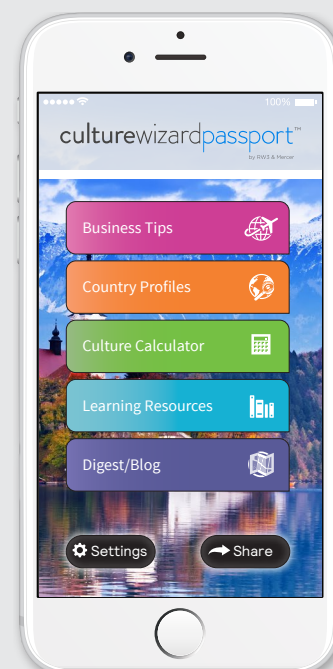 100%
culturewizardpassport™
by RW3 & Mercer
Business Tips
Country Profiles
Culture Calculator
Learning Resources
Digest/Blog
Settings
Share